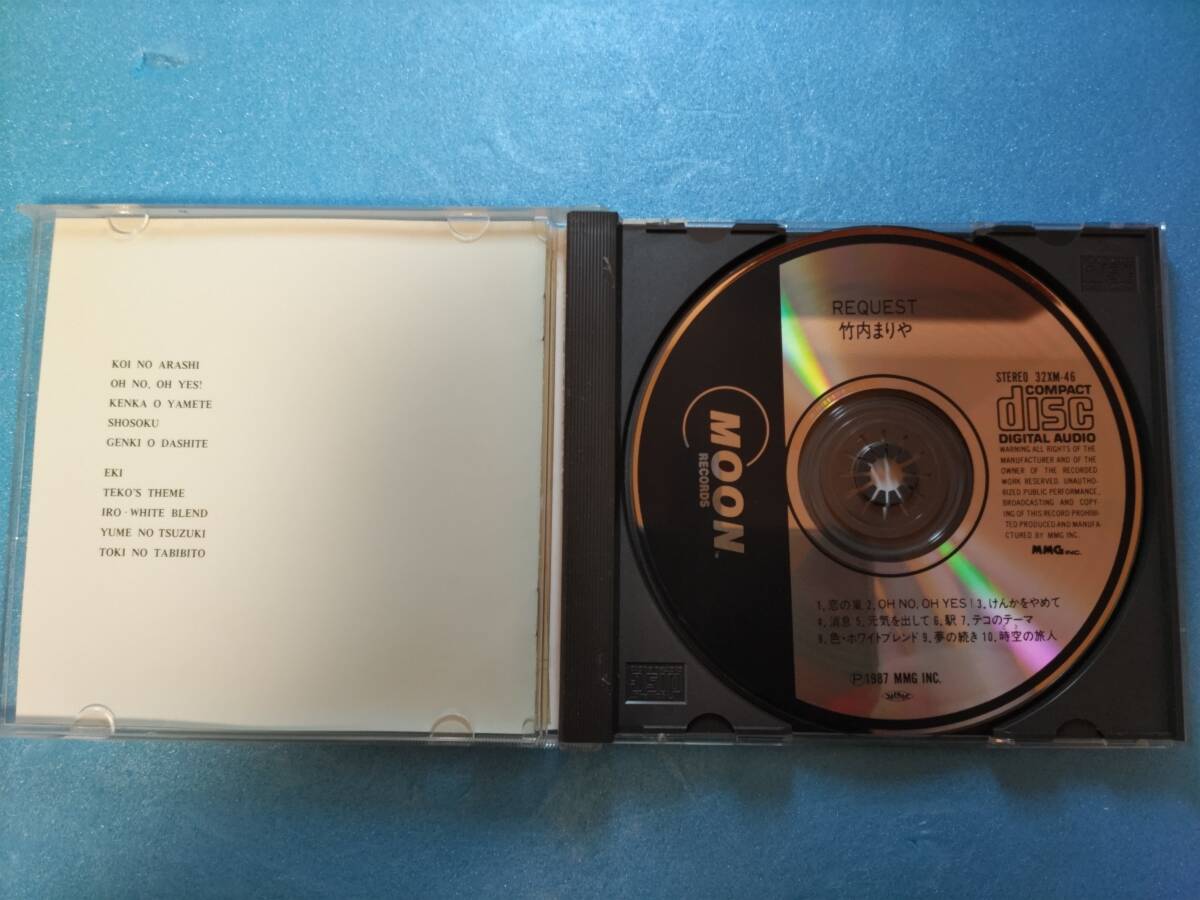 KOI NO ARASHI
OH NO, OH YES!
KENKA O YAMETE
SHOSOKU
GENKI O DASHITE
EKI
TEKO'S THEME
IRO·WHITE BLEND
YUME NO TSUZUKI
TOKI NO TABIBITO
REQUEST
竹内まりや
MOON
RECORDS
TM
STEREO 32XM-46
COMPACT
disc
DIGITAL AUDIO
WARNING ALL RIGHTS OF THE
MANUFACTURER AND OF THE
OWNER OF THE RECORDED
WORK RESERVED. UNAUTHO-
RIZED PUBLIC PERFORMANCE,
BROADCASTING AND COPY-
ING OF THIS RECORD PROHIBI-
TED PRODUCED AND MANUFA-
CTURED BY MMG INC.
MMG INC.
1. 恋の嵐 2. OH NO, OH YES! 3. けんかをやめて
4. 消息 5. 元気を出して 6. 駅 7. テコのテーマ
8. 色・ホワイトブレンド 9. 夢の続き 10. 時空の旅人
Ⓟ1987 MMG INC.